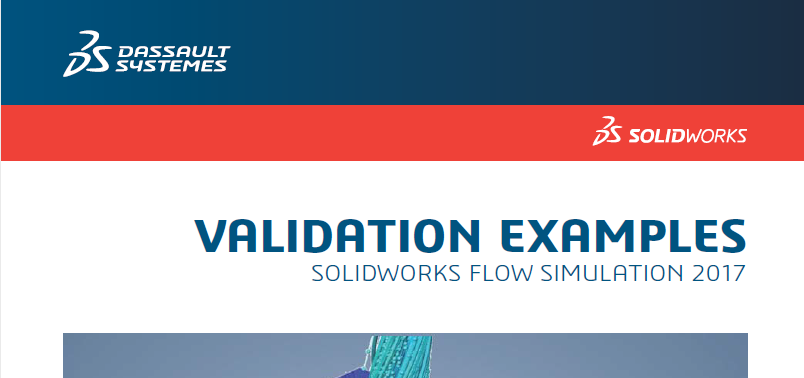 DASSAULT
SYSTEMES
SOLIDWORKS
VALIDATION EXAMPLES
SOLIDWORKS FLOW SIMULATION 2017